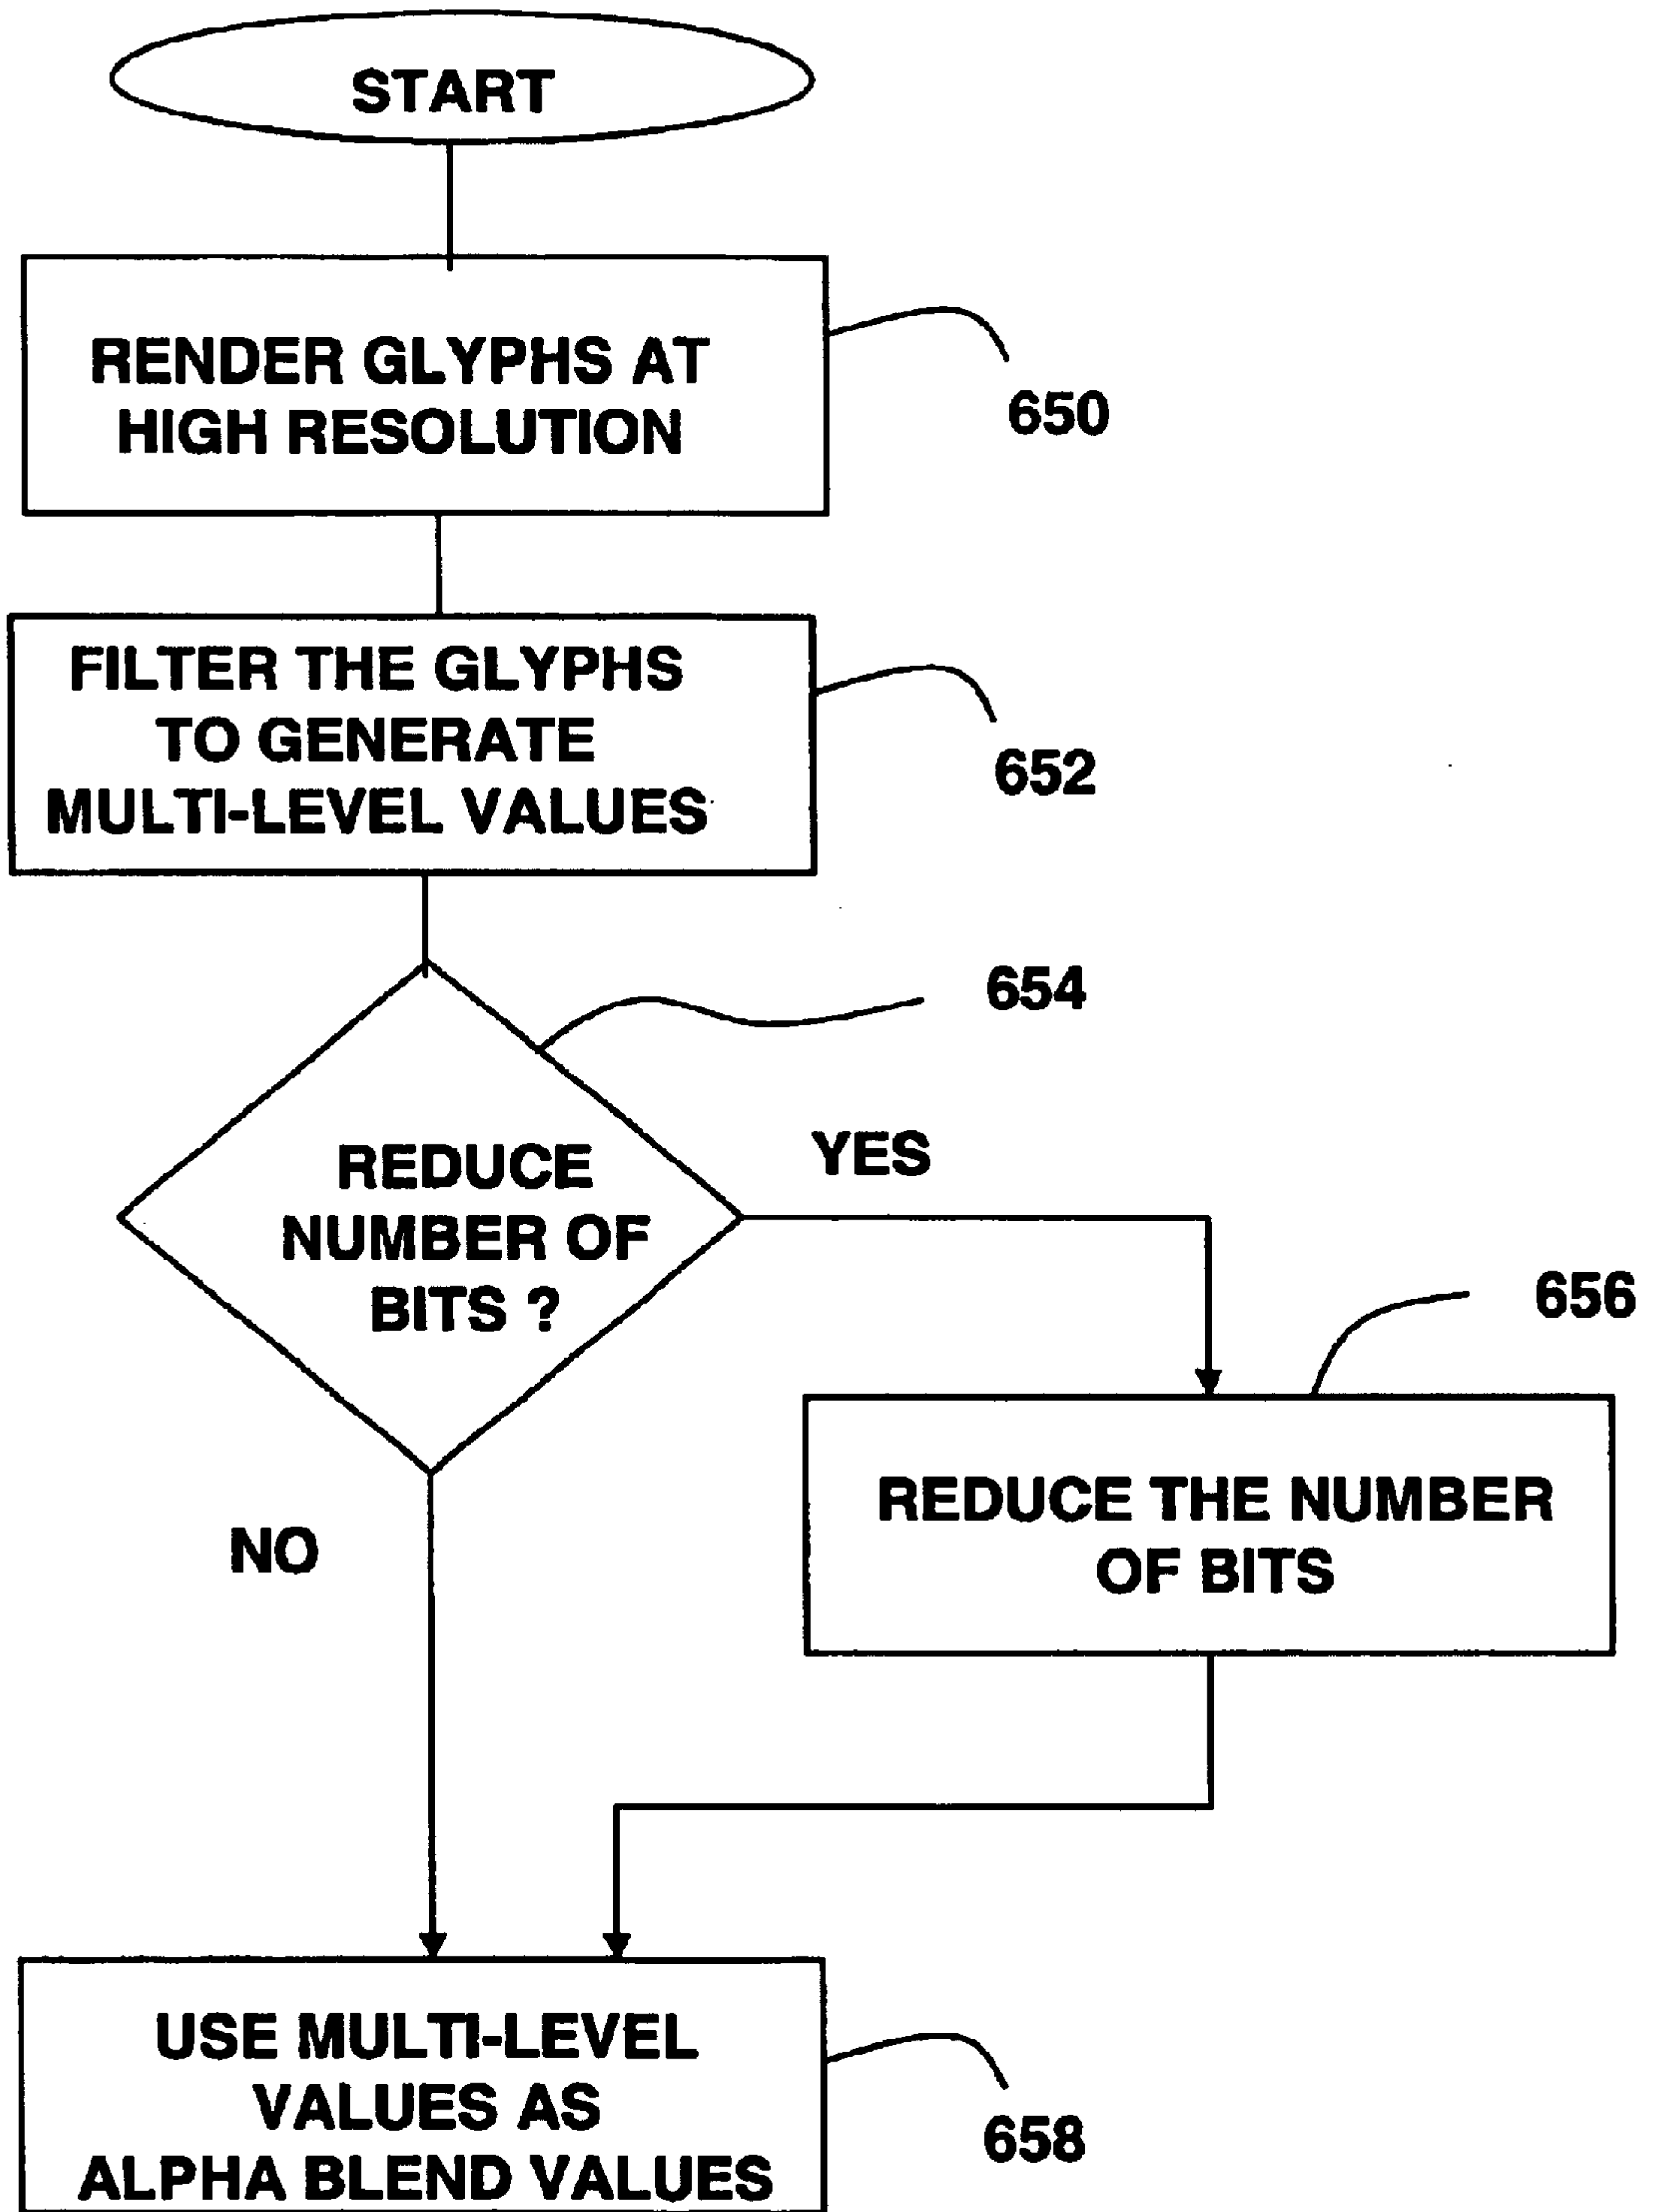 START
RENDER GLYPHS AT
HIGH RESOLUTION
650
FILTER THE GLYPHS
TO GENERATE
MULTI-LEVEL VALUES
652
654
REDUCE
NUMBER OF
BITS ?
YES
656
REDUCE THE NUMBER
OF BITS
NO
USE MULTI-LEVEL
VALUES AS
ALPHA BLEND VALUES
658